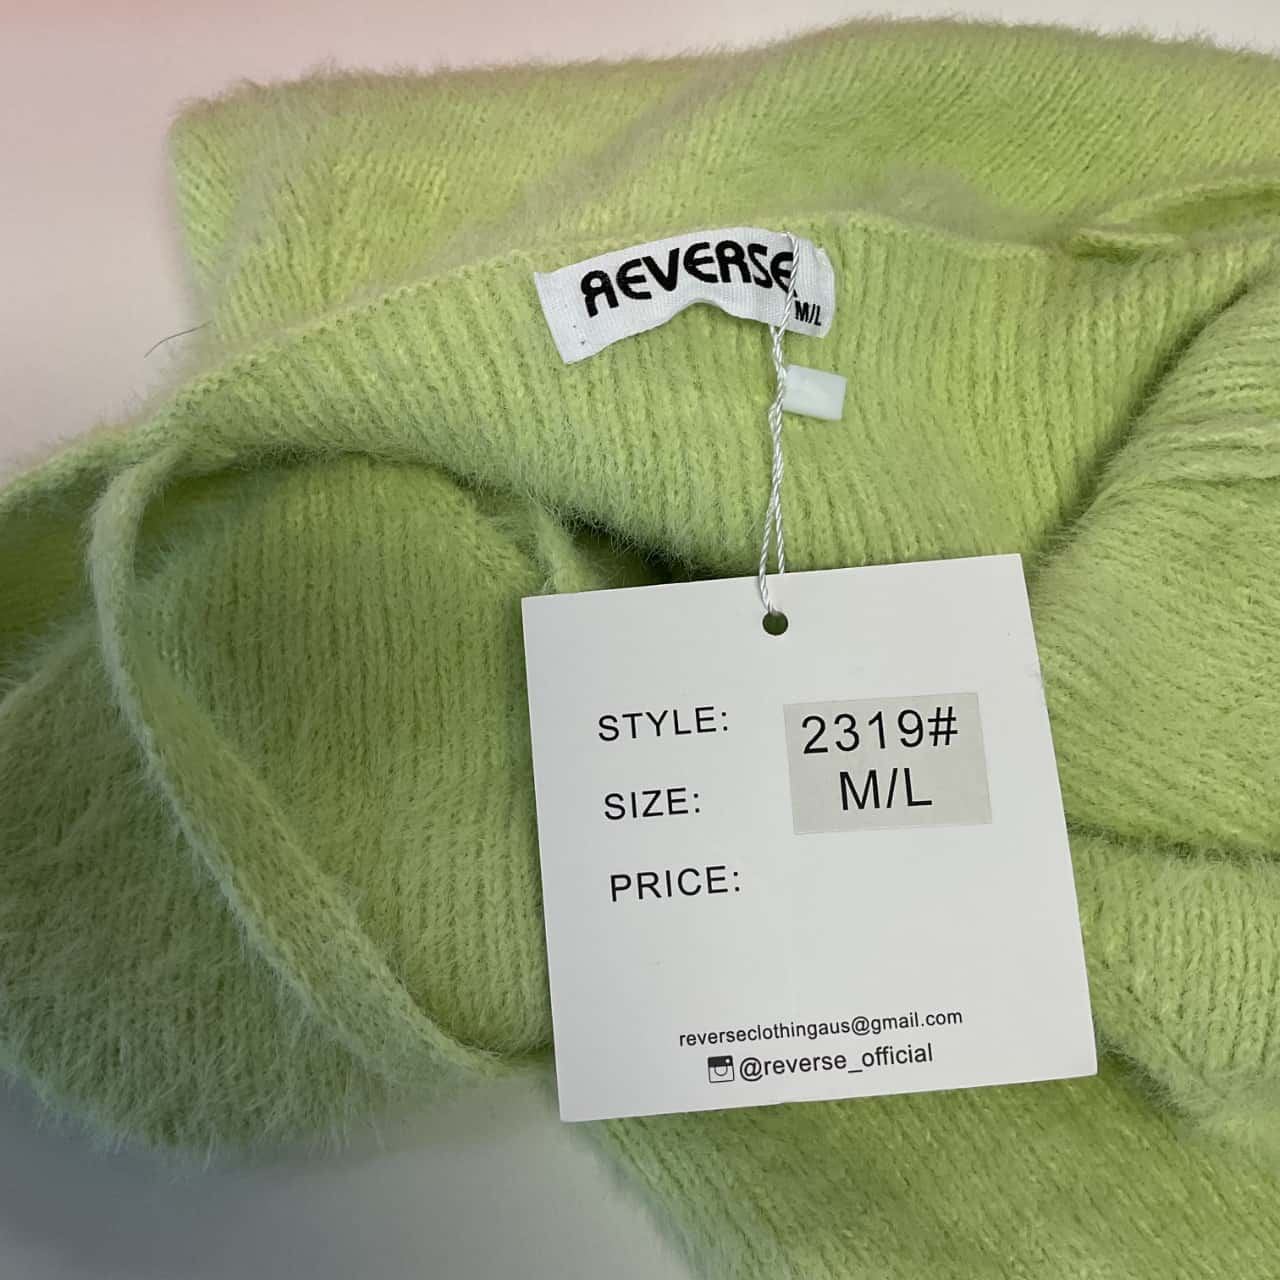 REVERSE
M/L
STYLE: 2319#
SIZE: M/L
PRICE:
reverseclothingaus@gmail.com
@reverse_official